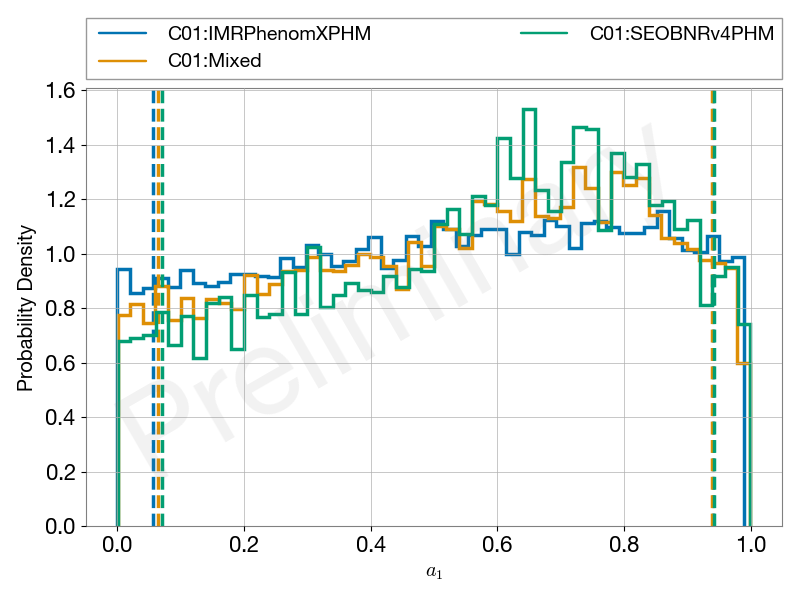 C01:IMRPhenomXPHM
C01:Mixed
C01:SEOBNRv4PHM
1.6
1.4
1.2
1.0
0.8
0.6
0.4
0.2
0.0
Probability Density
Preliminary
0.0 0.2 0.4 0.6 0.8 1.0
a₁